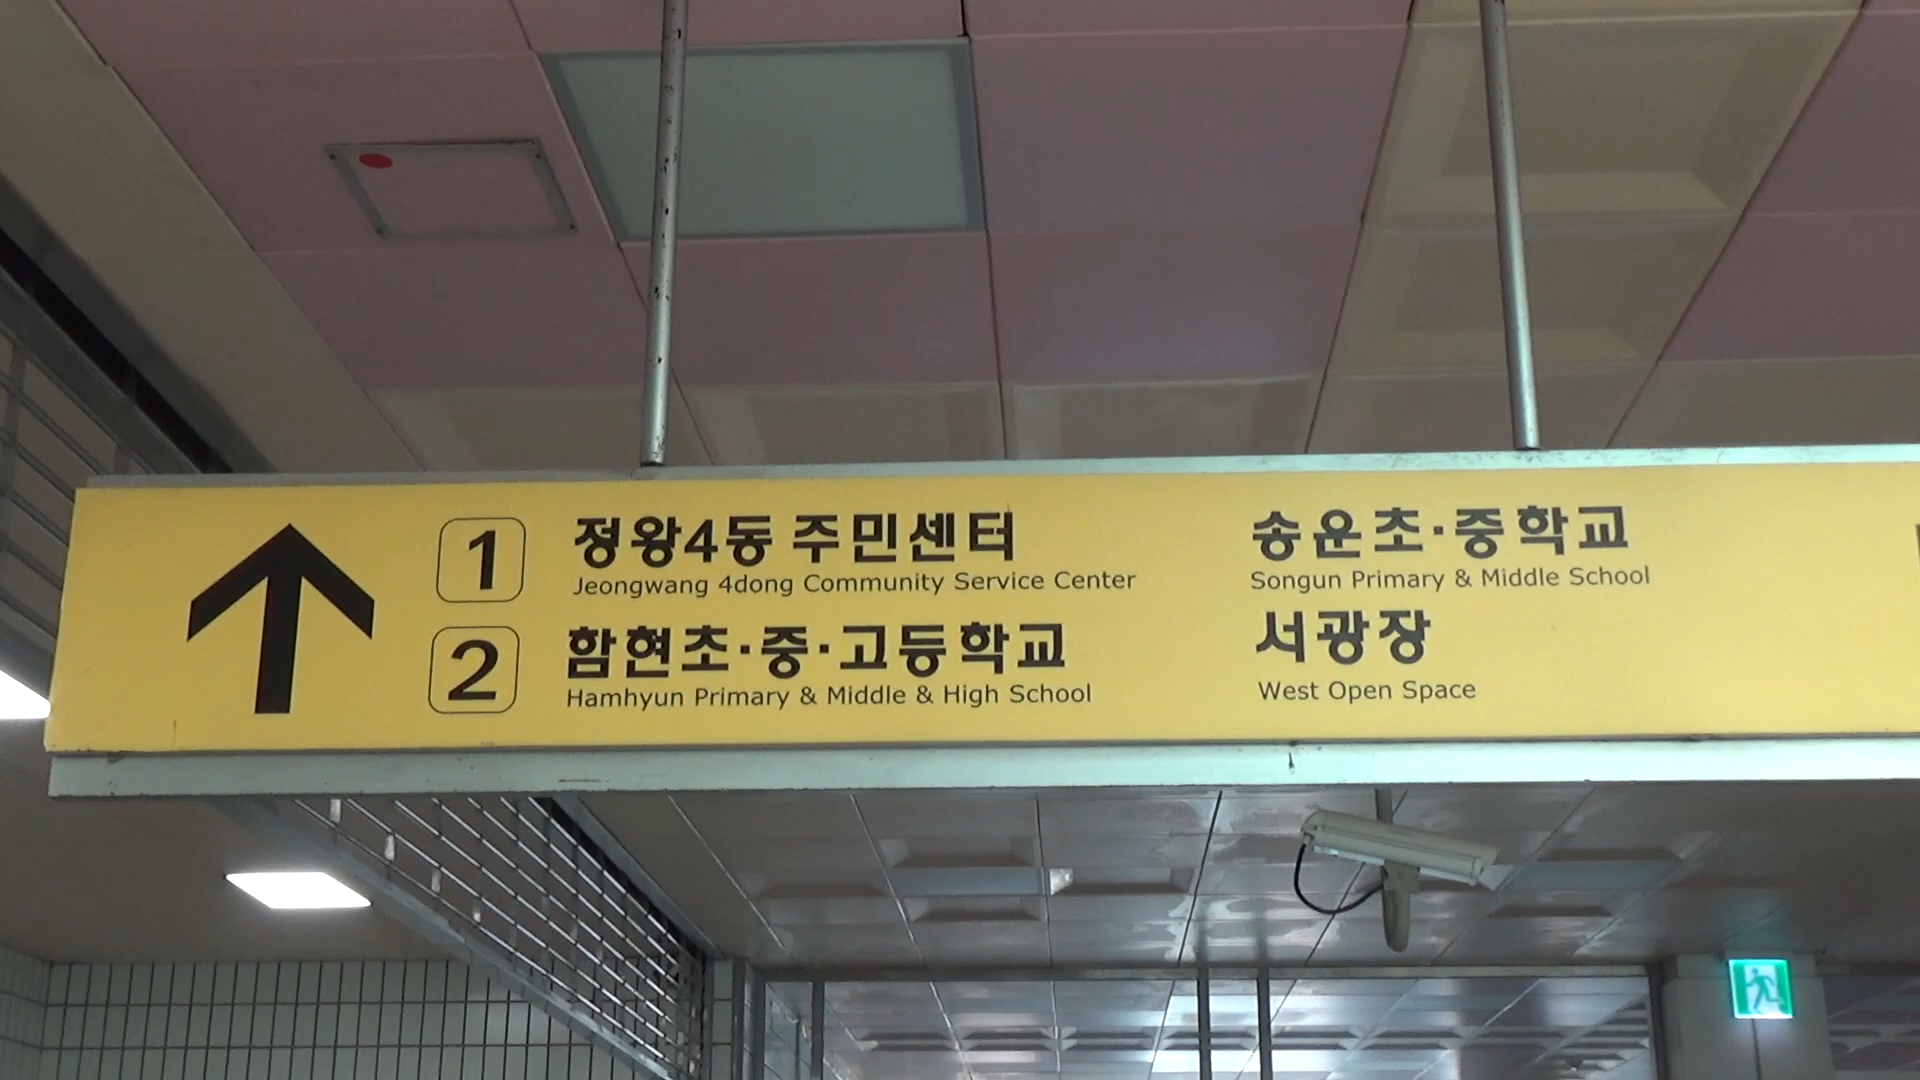 1 정왕4동 주민센터 송운초·중학교
Jeongwang 4dong Community Service Center Songun Primary & Middle School
2 함현초·중·고등학교 서광장
Hamhyun Primary & Middle & High School West Open Space